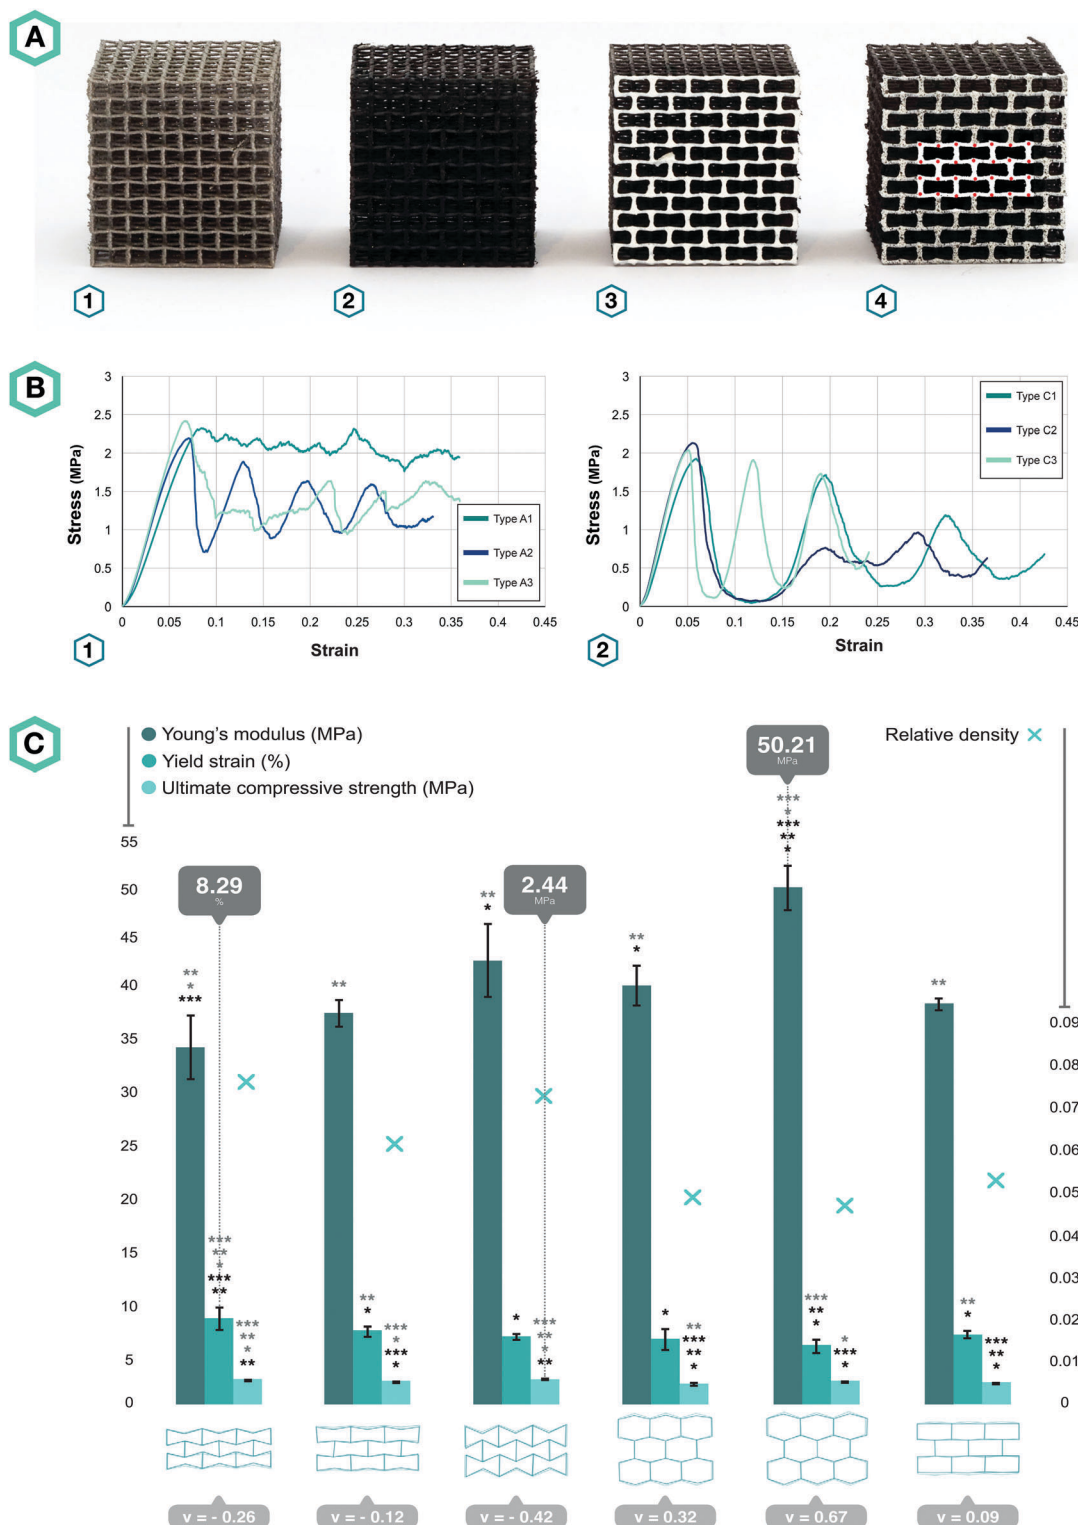 A
1
2
3
4
B
3
2.5
2
1.5
1
0.5
0
Stress (MPa)
0 0.05 0.1 0.15 0.2 0.25 0.3 0.35 0.4 0.45
Strain
Type A1
Type A2
Type A3
1
3
2.5
2
1.5
1
0.5
0
Stress (MPa)
0 0.05 0.1 0.15 0.2 0.25 0.3 0.35 0.4 0.45
Strain
Type C1
Type C2
Type C3
2
C
Young's modulus (MPa)
Yield strain (%)
Ultimate compressive strength (MPa)
Relative density
55
50
45
40
35
30
25
20
15
10
5
0
8.29
%
2.44
MPa
50.21
MPa
0.09
0.08
0.07
0.06
0.05
0.04
0.03
0.02
0.01
0
v = - 0.26
v = - 0.12
v = - 0.42
v = 0.32
v = 0.67
v = 0.09